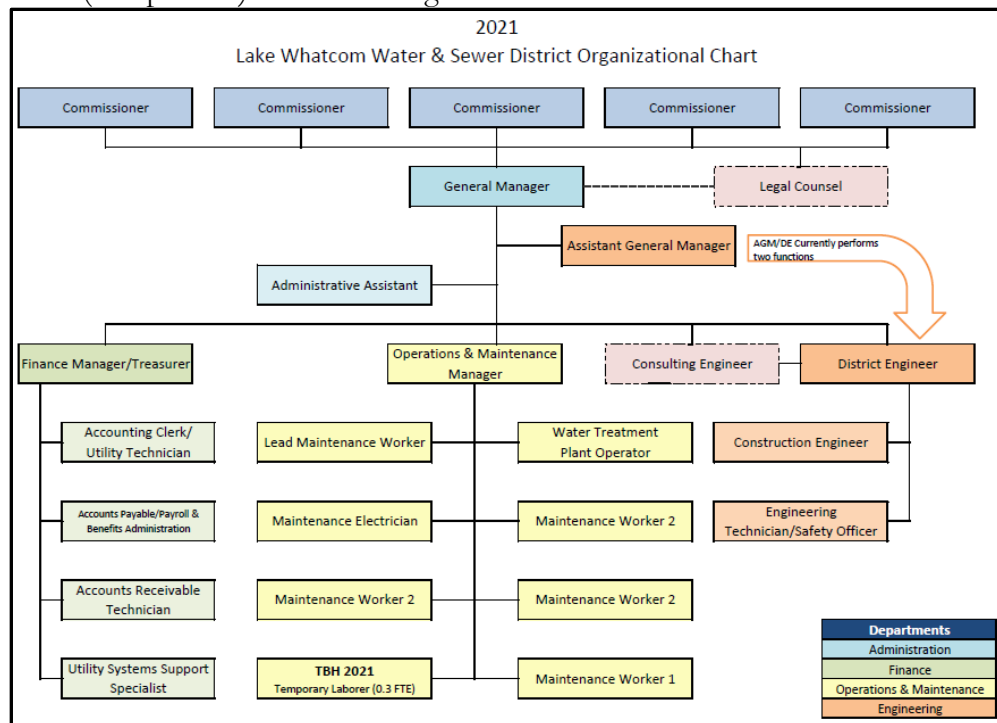 2021
Lake Whatcom Water & Sewer District Organizational Chart
Commissioner
Commissioner
Commissioner
Commissioner
Commissioner
General Manager
Legal Counsel
Assistant General Manager
AGM/DE Currently performs
two functions
Administrative Assistant
Finance Manager/Treasurer
Operations & Maintenance
Manager
Consulting Engineer
District Engineer
Accounting Clerk/
Utility Technician
Lead Maintenance Worker
Water Treatment
Plant Operator
Construction Engineer
Accounts Payable/Payroll &
Benefits Administration
Maintenance Electrician
Maintenance Worker 2
Engineering
Technician/Safety Officer
Accounts Receivable
Technician
Maintenance Worker 2
Maintenance Worker 2
Utility Systems Support
Specialist
TBH 2021
Temporary Laborer (0.3 FTE)
Maintenance Worker 1
Departments
Administration
Finance
Operations & Maintenance
Engineering